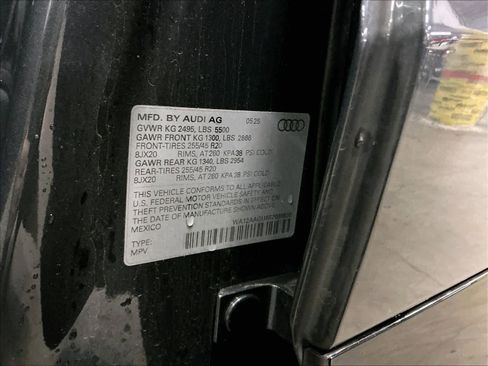 MFD. BY AUDI AG 05/25
GVWR KG 2495, LBS 5500
GAWR FRONT KG 1300, LBS 2866
FRONT-TIRES 255/45 R20
8JX20 RIMS, AT 260 KPA 38 PSI COLD
GAWR REAR KG 1340, LBS 2954
REAR-TIRES 255/45 R20
8JX20 RIMS, AT 260 KPA 38 PSI COLD
THIS VEHICLE CONFORMS TO ALL APPLICABLE
U.S. FEDERAL MOTOR VEHICLE SAFETY AND
THEFT PREVENTION STANDARDS IN EFFECT ON
THE DATE OF MANUFACTURE SHOWN ABOVE.
MEXICO
TYPE:
MPV